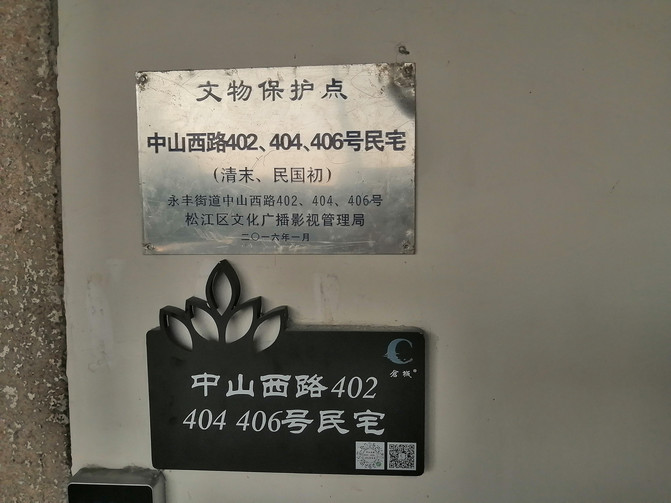 文物保护点
中山西路402、404、406号民宅
(清末、民国初)
永丰街道中山西路402、404、406号
松江区文化广播影视管理局
二〇一六年一月
仓城
中山西路402
404 406号民宅